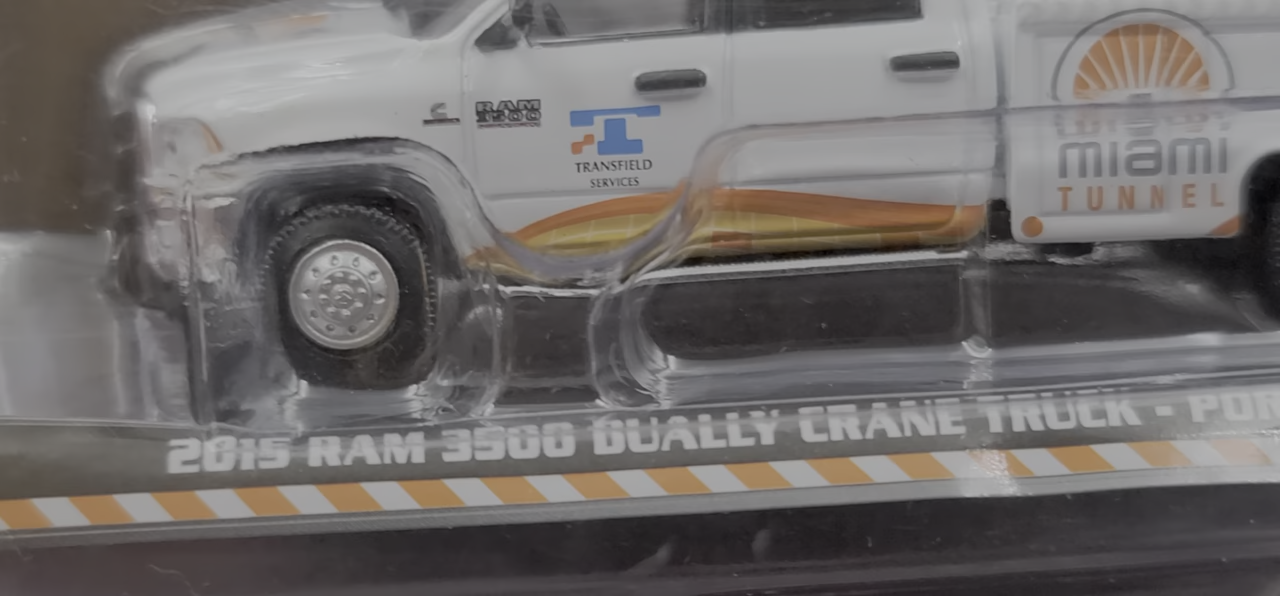 RAM
3500
TRANSFIELD
SERVICES
miami
TUNNEL
2015 RAM 3500 DUALLY CRANE TRUCK -